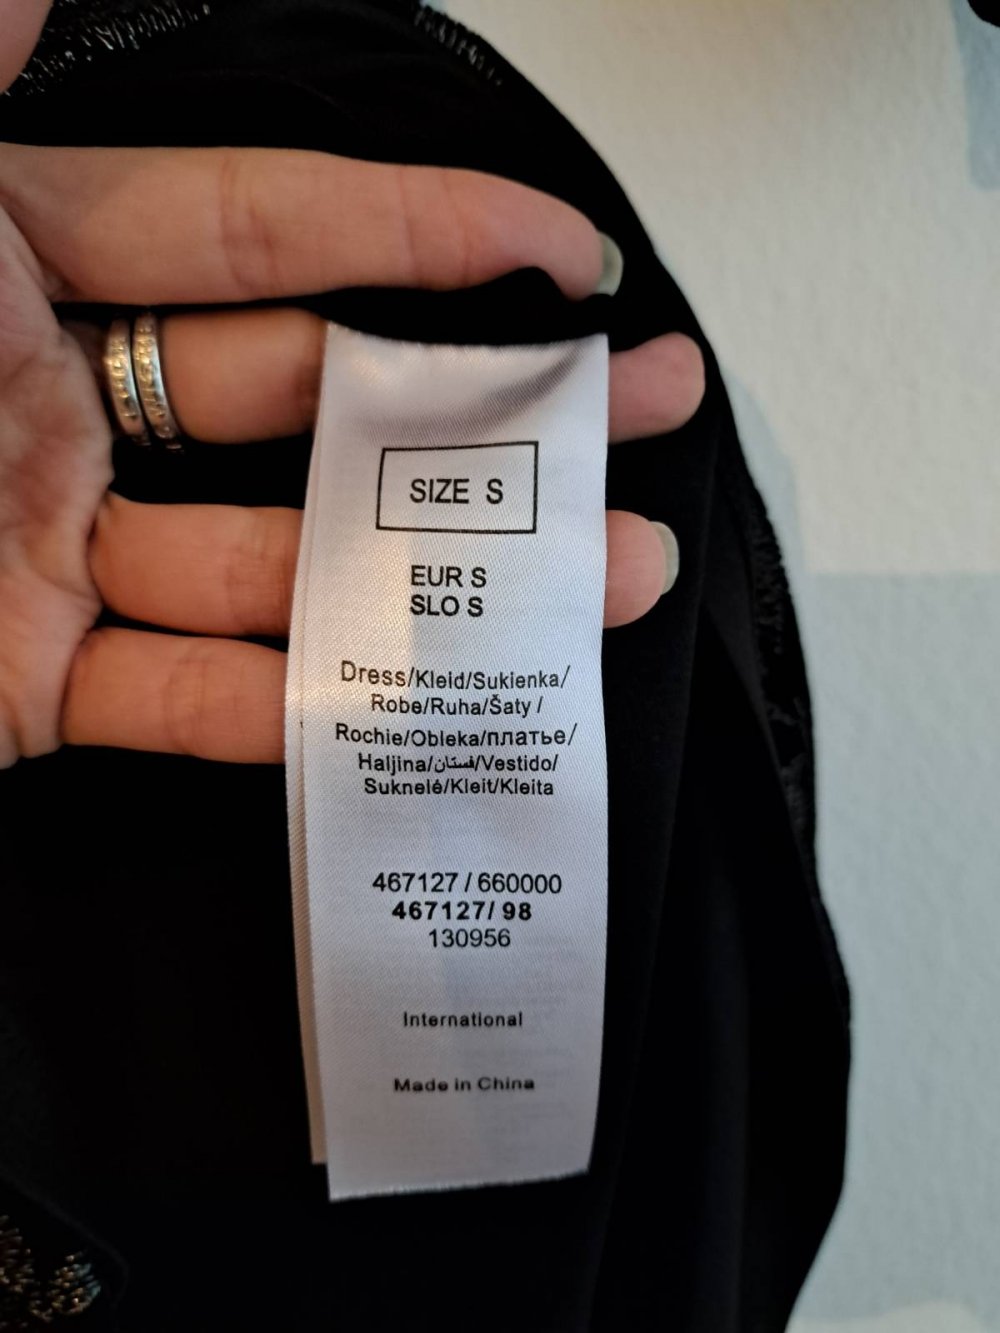 SIZE S
EUR S
SLO S
Dress/Kleid/Sukienka/
Robe/Ruha/Šaty /
Rochie/Obleka/платье/
Haljina/فستان/Vestido/
Suknelė/Kleit/Kleita
467127 / 660000
467127/ 98
130956
International
Made in China